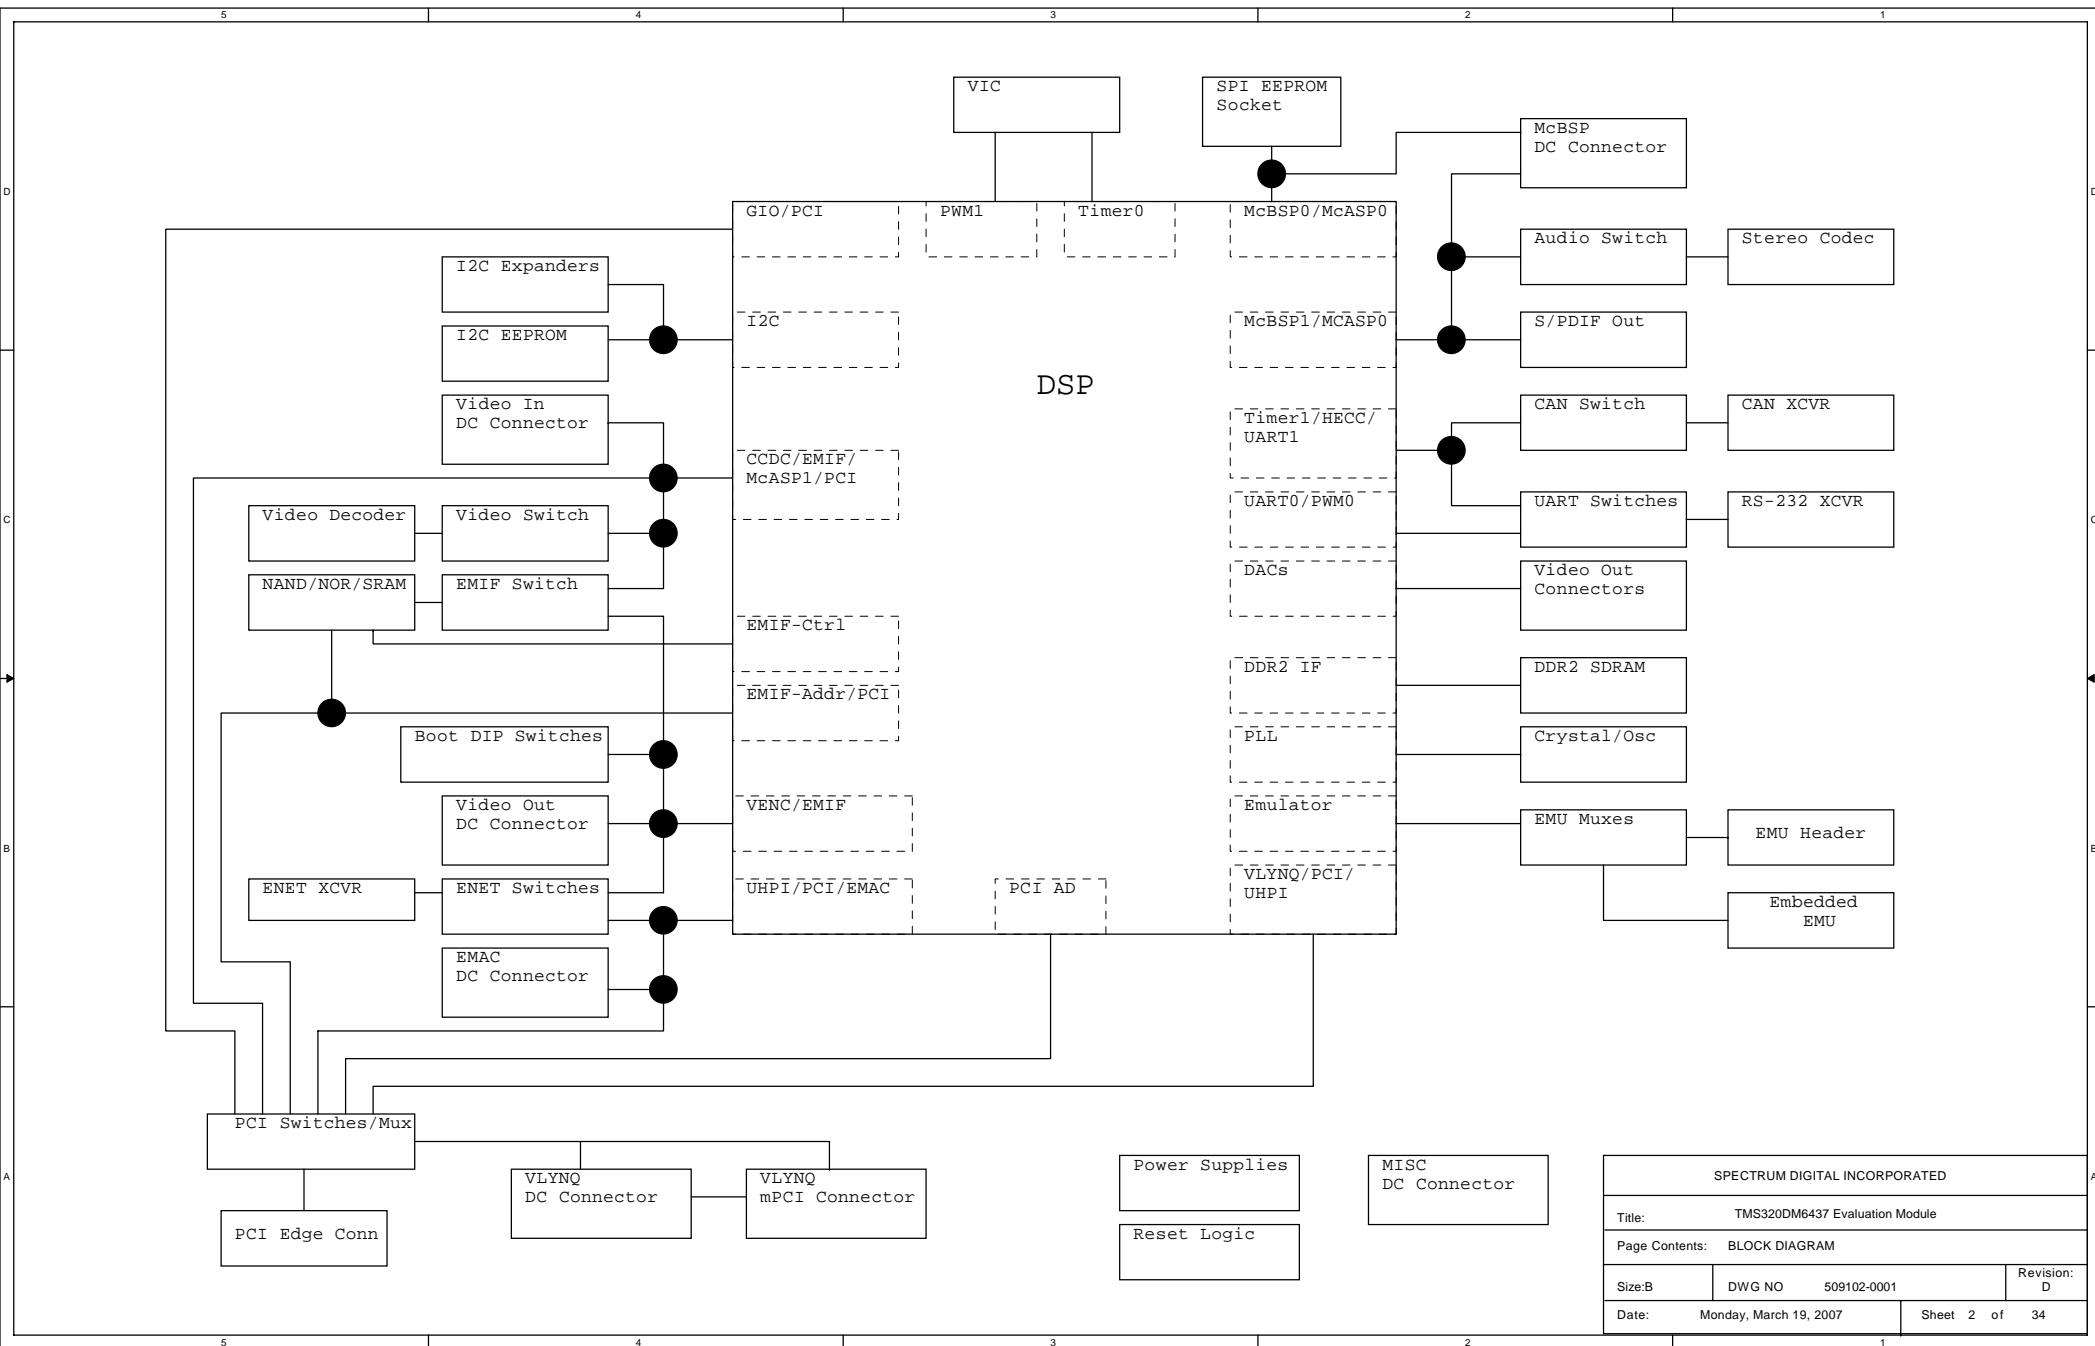 5 4 3 2 1
VIC
SPI EEPROM
Socket
McBSP
DC Connector
D
D
GIO/PCI
PWM1
Timer0
McBSP0/McASP0
Audio Switch
Stereo Codec
I2C Expanders
I2C
McBSP1/MCASP0
S/PDIF Out
I2C EEPROM
DSP
Video In
DC Connector
CAN Switch
CAN XCVR
Timer1/HECC/
UART1
CCDC/EMIF/
McASP1/PCI
UART0/PWM0
UART Switches
RS-232 XCVR
C
C
Video Decoder
Video Switch
DACs
Video Out
Connectors
NAND/NOR/SRAM
EMIF Switch
EMIF-Ctrl
DDR2 IF
DDR2 SDRAM
EMIF-Addr/PCI
Boot DIP Switches
PLL
Crystal/Osc
Video Out
DC Connector
VENC/EMIF
Emulator
EMU Muxes
EMU Header
B
B
ENET XCVR
ENET Switches
UHPI/PCI/EMAC
PCI AD
VLYNQ/PCI/
UHPI
Embedded
EMU
EMAC
DC Connector
PCI Switches/Mux
A
A
VLYNQ
DC Connector
VLYNQ
mPCI Connector
Power Supplies
MISC
DC Connector
PCI Edge Conn
Reset Logic
SPECTRUM DIGITAL INCORPORATED
Title: TMS320DM6437 Evaluation Module
Page Contents: BLOCK DIAGRAM
Size:B DWG NO 509102-0001 Revision:
D
Date: Monday, March 19, 2007 Sheet 2 of 34
5 4 3 2 1